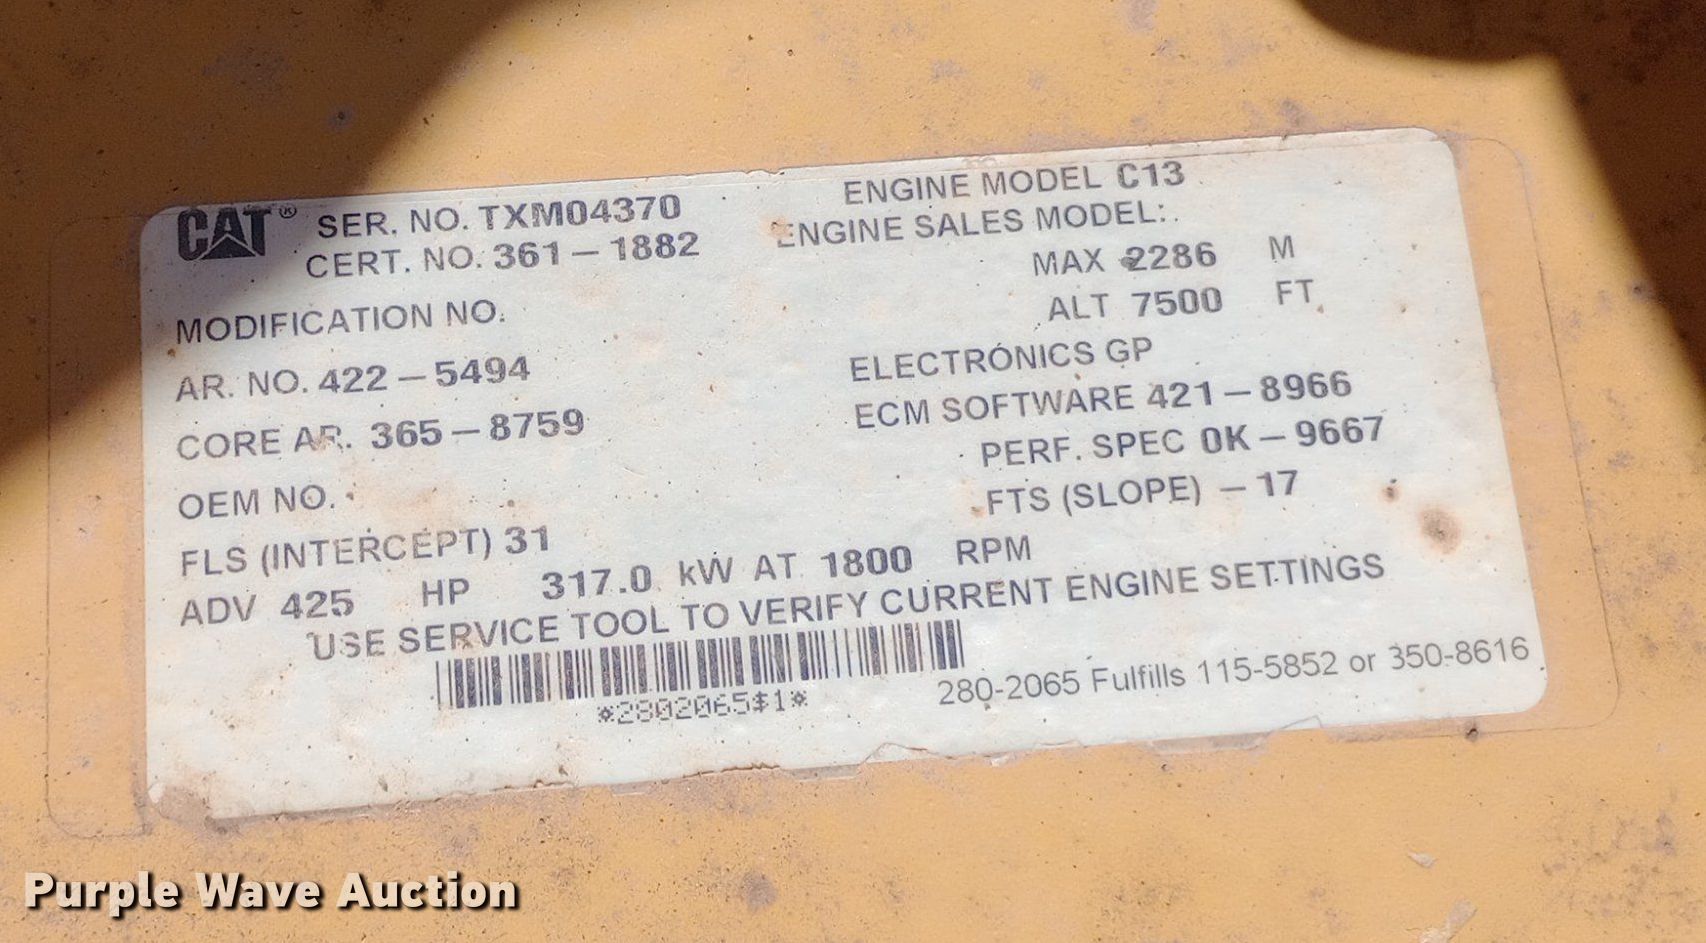 CAT® SER. NO. TXM04370
CERT. NO. 361-1882
MODIFICATION NO.
AR. NO. 422-5494
CORE AR. 365-8759
OEM NO.
FLS (INTERCEPT) 31
ENGINE MODEL C13
ENGINE SALES MODEL:
MAX 2286 M
ALT 7500 FT
ELECTRONICS GP
ECM SOFTWARE 421-8966
PERF. SPEC 0K-9667
FTS (SLOPE) -17
ADV 425 HP 317.0 kW AT 1800 RPM
USE SERVICE TOOL TO VERIFY CURRENT ENGINE SETTINGS
*2802065$1*
280-2065 Fulfills 115-5852 or 350-8616
Purple Wave Auction